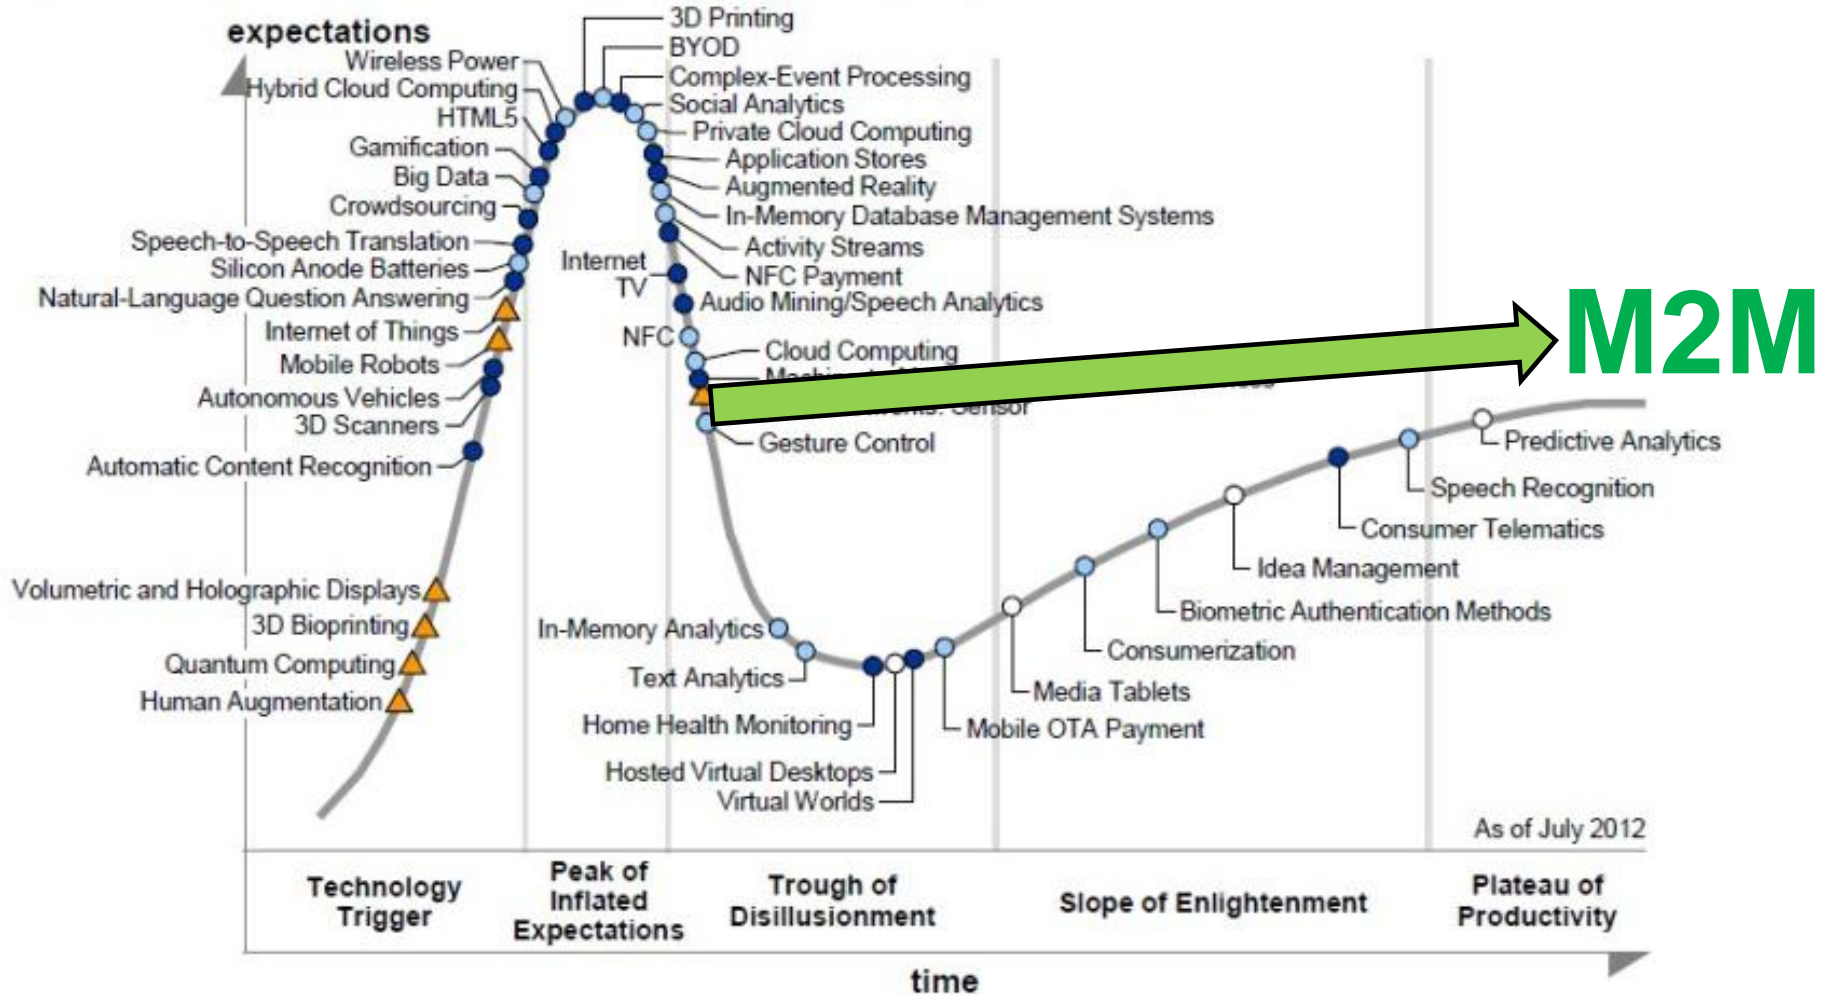 expectations
3D Printing
BYOD
Wireless Power
Complex-Event Processing
Hybrid Cloud Computing
Social Analytics
HTML5
Private Cloud Computing
Gamification
Application Stores
Big Data
Augmented Reality
Crowdsourcing
In-Memory Database Management Systems
Speech-to-Speech Translation
Activity Streams
Silicon Anode Batteries
Internet
TV
NFC Payment
Natural-Language Question Answering
Audio Mining/Speech Analytics
Internet of Things
NFC
M2M
Mobile Robots
Cloud Computing
Autonomous Vehicles
Sensor
3D Scanners
Gesture Control
Predictive Analytics
Automatic Content Recognition
Speech Recognition
Consumer Telematics
Idea Management
Volumetric and Holographic Displays
Biometric Authentication Methods
3D Bioprinting
In-Memory Analytics
Consumerization
Quantum Computing
Text Analytics
Media Tablets
Human Augmentation
Home Health Monitoring
Mobile OTA Payment
Hosted Virtual Desktops
Virtual Worlds
As of July 2012
Technology
Trigger
Peak of
Inflated
Expectations
Trough of
Disillusionment
Slope of Enlightenment
Plateau of
Productivity
time